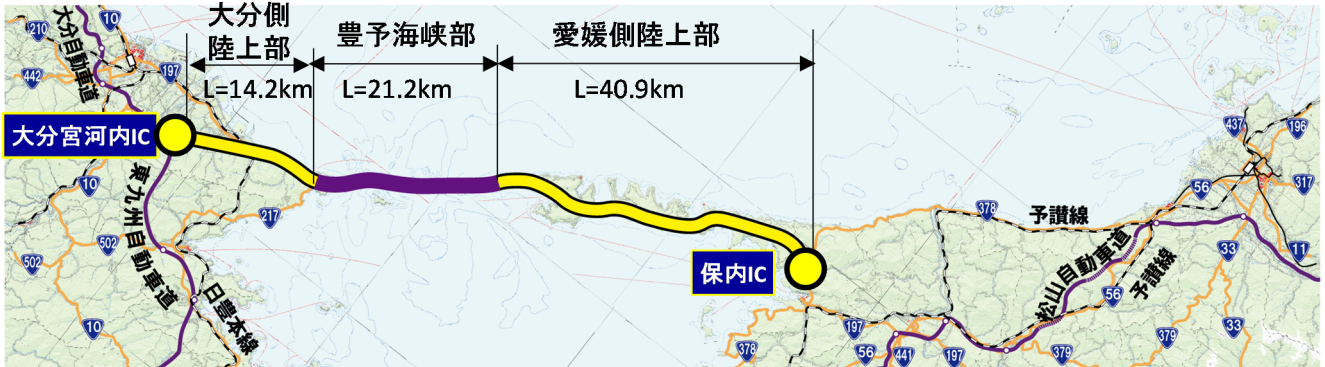 大分側
陸上部
豊予海峡部
愛媛側陸上部
L=14.2km
L=21.2km
L=40.9km
10
210
大分自動車道
442
197
大分宮河内IC
10
東九州自動車道
217
502
502
日豊本線
10
保内IC
437
196
317
56
378
予讃線
33
11
松山自動車道
予讃線
56
197
378
56
441
197
379
379
33